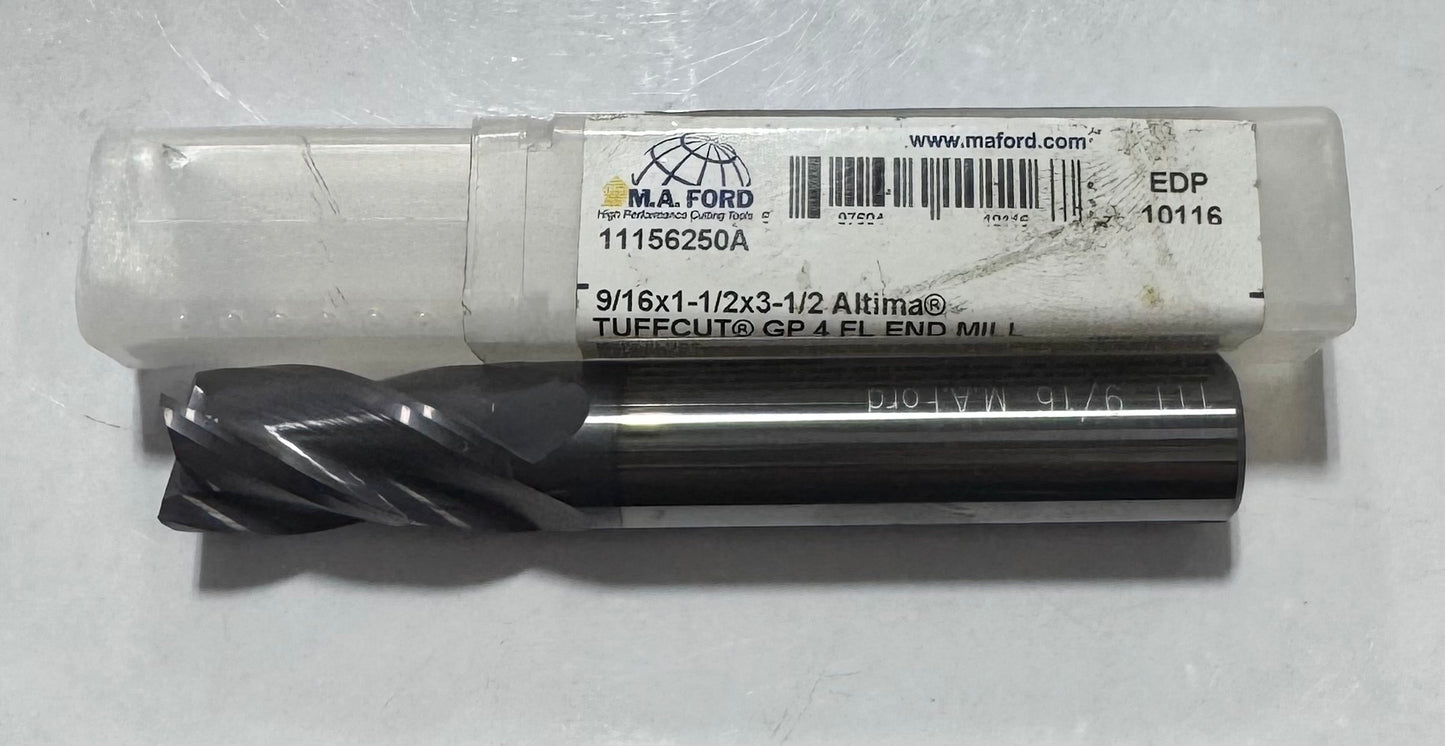 www.maford.com
M.A. FORD
High Performance Cutting Tools
EDP
10116
11156250A
9/16x1-1/2x3-1/2 Altima®
TUFFCUT® GP 4 FL END MILL
111 9/16 M.A.Ford